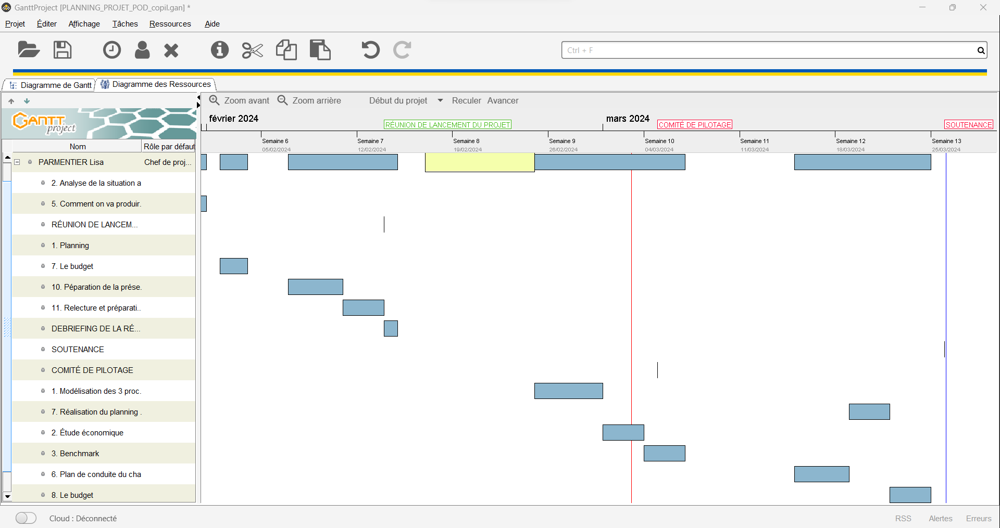 GanttProject [PLANNING_PROJET_POD_copil.gan] *
Projet Éditer Affichage Tâches Ressources Aide
Ctrl + F
Diagramme de Gantt Diagramme des Ressources
Zoom avant Zoom arrière Début du projet Reculer Avancer
GANTT project
février 2024 mars 2024
RÉUNION DE LANCEMENT DU PROJET COMITÉ DE PILOTAGE SOUTENANCE
Semaine 6 Semaine 7 Semaine 8 Semaine 9 Semaine 10 Semaine 11 Semaine 12 Semaine 13
05/02/2024 12/02/2024 19/02/2024 26/02/2024 04/03/2024 11/03/2024 18/03/2024 25/03/2024
Nom Rôle par défaut
PARMENTIER Lisa Chef de proj...
2. Analyse de la situation a
5. Comment on va produir.
RÉUNION DE LANCEM...
1. Planning
7. Le budget
10. Péparation de la prése.
11. Relecture et préparati..
DEBRIEFING DE LA RÉ...
SOUTENANCE
COMITÉ DE PILOTAGE
1. Modélisation des 3 proc.
7. Réalisation du planning .
2. Étude économique
3. Benchmark
6. Plan de conduite du cha
8. Le budget
Cloud : Déconnecté
RSS Alertes Erreurs